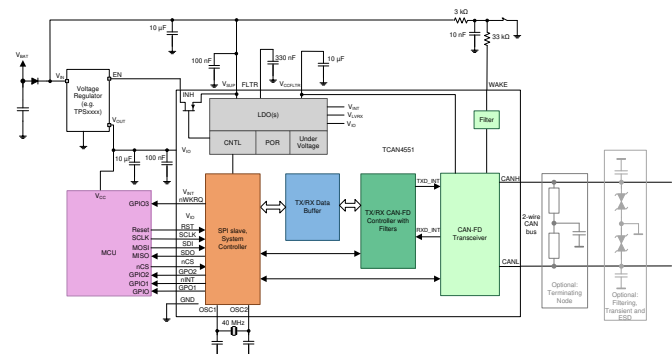 3 kΩ
10 µF
10 nF
33 kΩ
VBAT
VIN
EN
100 nF
330 nF
10 µF
Voltage
Regulator
(e.g.
TPSxxxx)
INH
VSUP
FLTR
VCCFLTR
WAKE
LDO(s)
VINT
VLVRX
VIO
Filter
VOUT
CNTL
POR
Under
Voltage
TCAN4551
VIO
10 µF
100 nF
VCC
VINT
nWKRQ
GPIO3
VIO
TXD_INT
CANH
Reset
RST
SCLK
SCLK
MOSI
SDI
MISO
SDO
nCS
nCS
GPIO2
GPO2
GPIO1
nINT
GPIO
GPO1
MCU
SPI slave,
System
Controller
TX/RX Data
Buffer
TX/RX CAN-FD
Controller with
Filters
RXD_INT
CAN-FD
Transceiver
2-wire
CAN
bus
CANL
GND
OSC1
OSC2
40 MHz
Optional:
Terminating
Node
Optional:
Filtering,
Transient and
ESD